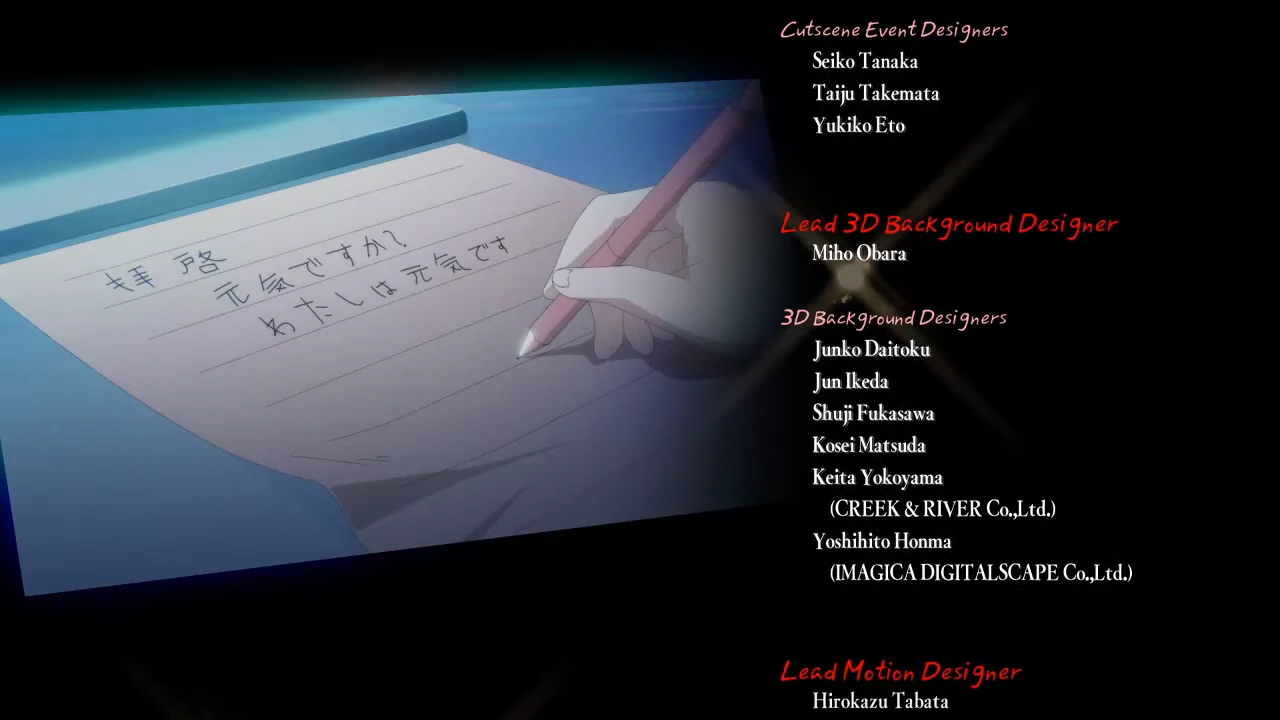 拝啓
元気ですか?
わたしは元気です
Cutscene Event Designers
Seiko Tanaka
Taiju Takemata
Yukiko Eto
Lead 3D Background Designer
Miho Obara
3D Background Designers
Junko Daitoku
Jun Ikeda
Shuji Fukasawa
Kosei Matsuda
Keita Yokoyama
(CREEK & RIVER Co.,Ltd.)
Yoshihito Honma
(IMAGICA DIGITALSCAPE Co.,Ltd.)
Lead Motion Designer
Hirokazu Tabata